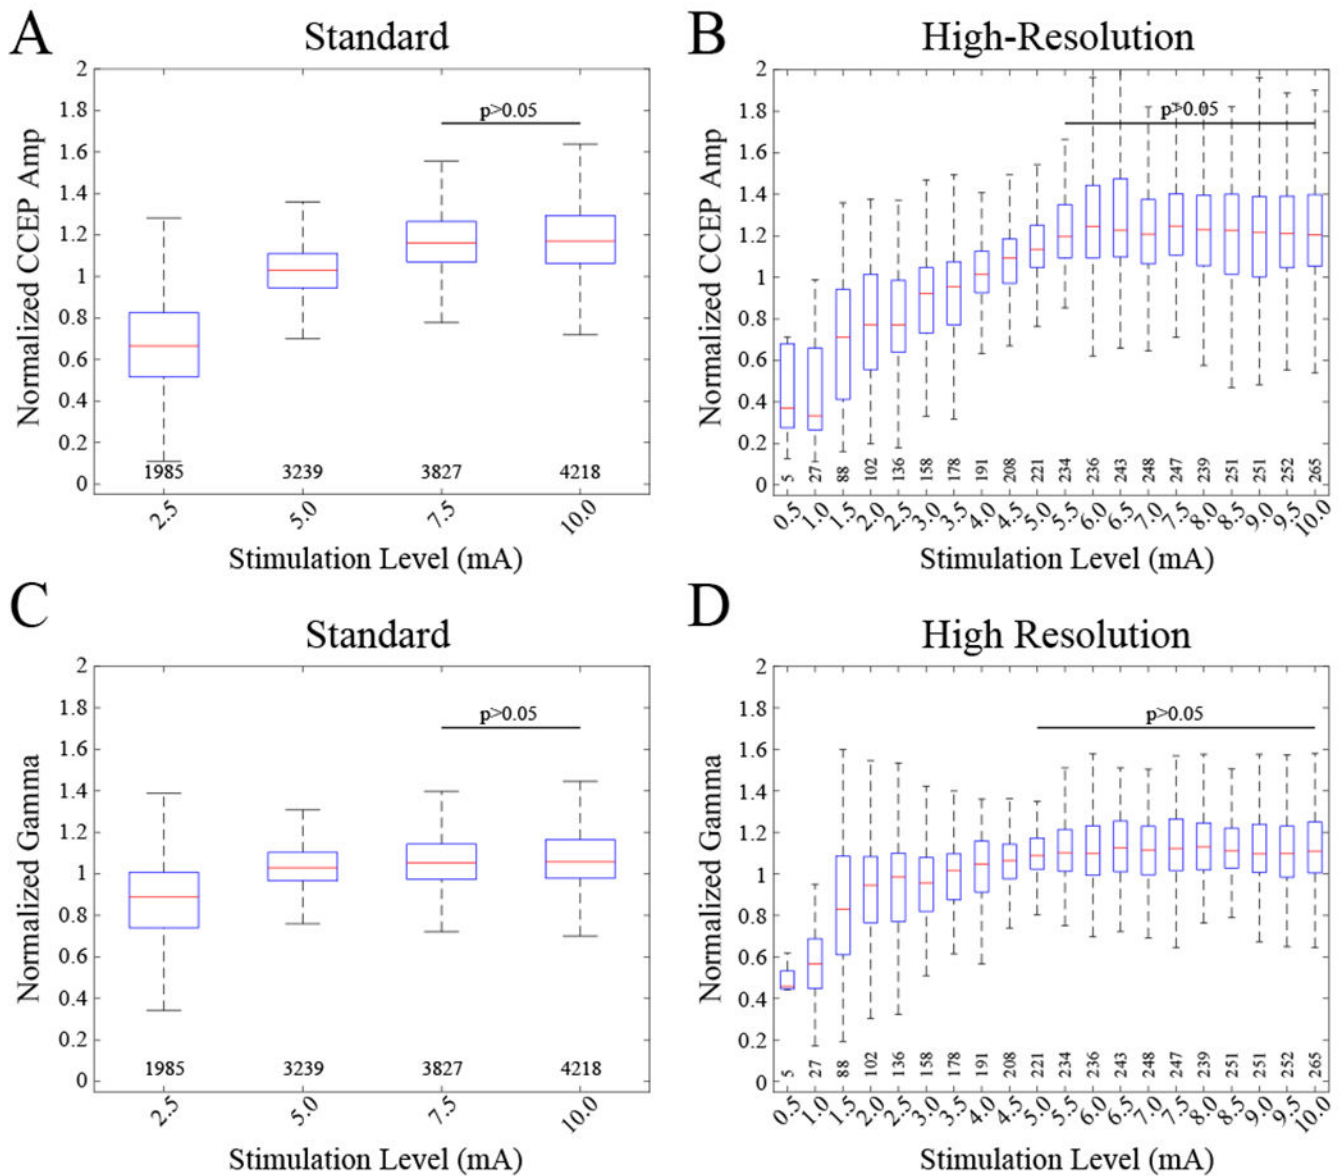 A
Standard
Normalized CCEP Amp
2
1.8
1.6
1.4
1.2
1
0.8
0.6
0.4
0.2
0
p>0.05
1985 3239 3827 4218
2.5 5.0 7.5 10.0
Stimulation Level (mA)
B
High-Resolution
Normalized CCEP Amp
2
1.8
1.6
1.4
1.2
1
0.8
0.6
0.4
0.2
0
p>0.05
5 27 88 102 136 158 178 191 208 221 234 236 243 248 247 239 251 251 252 265
0.5 1.0 1.5 2.0 2.5 3.0 3.5 4.0 4.5 5.0 5.5 6.0 6.5 7.0 7.5 8.0 8.5 9.0 9.5 10.0
Stimulation Level (mA)
C
Standard
Normalized Gamma
2
1.8
1.6
1.4
1.2
1
0.8
0.6
0.4
0.2
0
p>0.05
1985 3239 3827 4218
2.5 5.0 7.5 10.0
Stimulation Level (mA)
D
High Resolution
Normalized Gamma
2
1.8
1.6
1.4
1.2
1
0.8
0.6
0.4
0.2
0
p>0.05
5 27 88 102 136 158 178 191 208 221 234 236 243 248 247 239 251 251 252 265
0.5 1.0 1.5 2.0 2.5 3.0 3.5 4.0 4.5 5.0 5.5 6.0 6.5 7.0 7.5 8.0 8.5 9.0 9.5 10.0
Stimulation Level (mA)